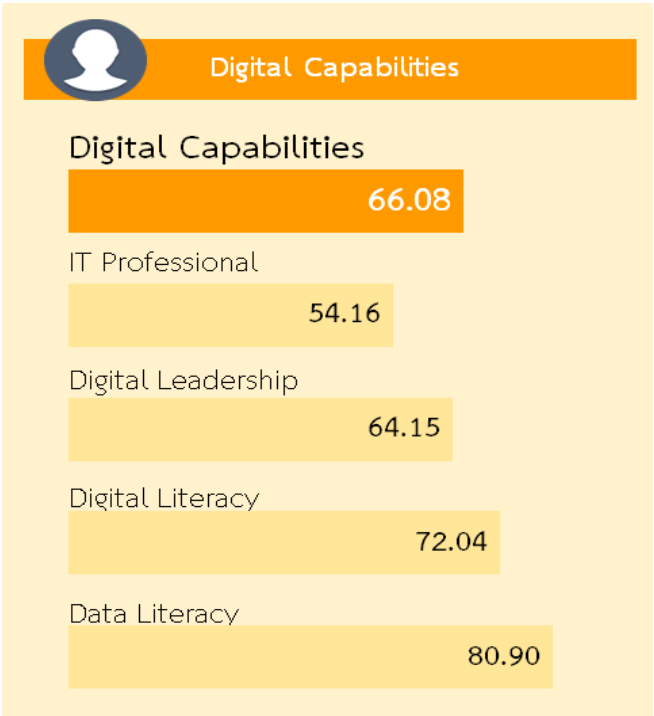 Digital Capabilities
Digital Capabilities
66.08
IT Professional
54.16
Digital Leadership
64.15
Digital Literacy
72.04
Data Literacy
80.90